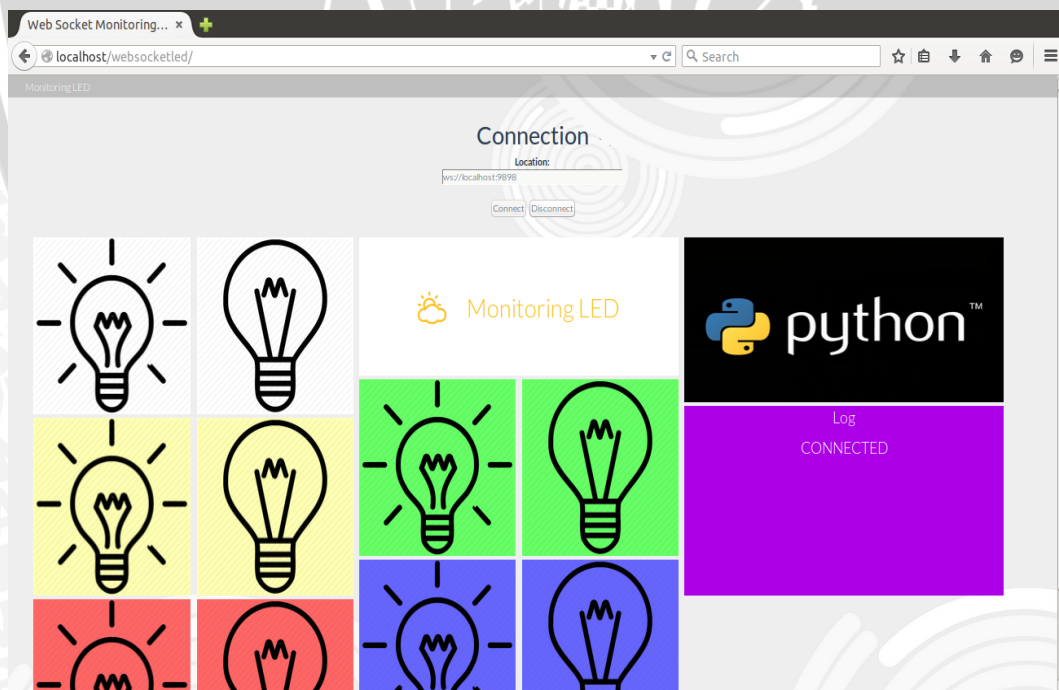 Web Socket Monitoring...
localhost/websocketled/
Search
Monitoring LED
Connection
Location:
ws://localhost:9898
Connect Disconnect
Monitoring LED
python™
Log
CONNECTED